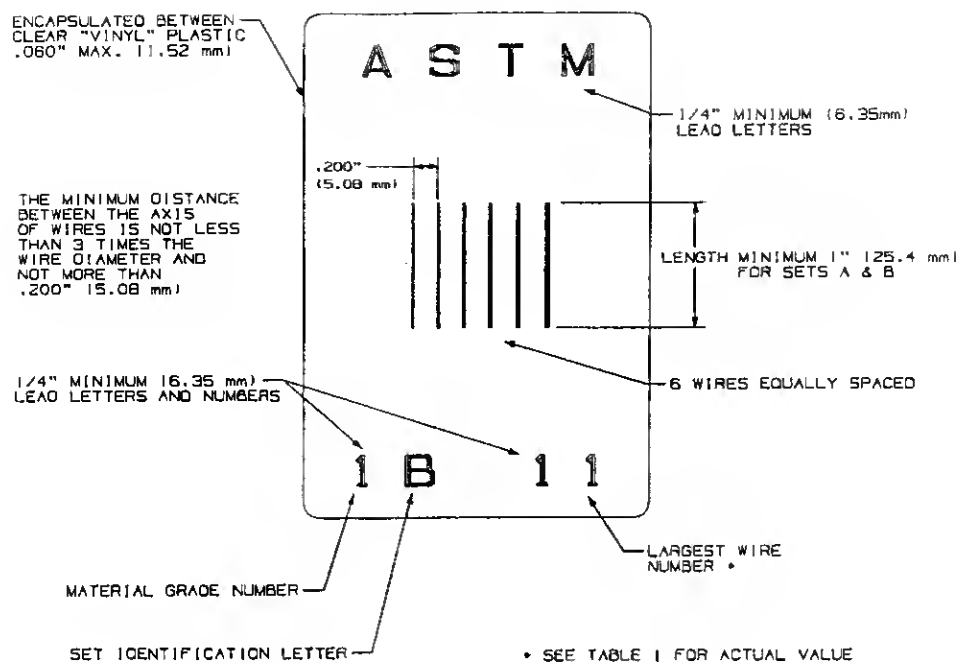 ENCAPSULATED BETWEEN
CLEAR "VINYL" PLASTIC
.060" MAX. (1.52 mm)
A S T M
1/4" MINIMUM (6.35mm)
LEAD LETTERS
.200"
(5.08 mm)
THE MINIMUM DISTANCE
BETWEEN THE AXIS
OF WIRES IS NOT LESS
THAN 3 TIMES THE
WIRE DIAMETER AND
NOT MORE THAN
.200" (5.08 mm)
LENGTH MINIMUM 1" (25.4 mm)
FOR SETS A & B
1/4" MINIMUM (6.35 mm)
LEAD LETTERS AND NUMBERS
6 WIRES EQUALLY SPACED
1 B 1 1
LARGEST WIRE
NUMBER *
MATERIAL GRADE NUMBER
SET IDENTIFICATION LETTER
* SEE TABLE 1 FOR ACTUAL VALUE